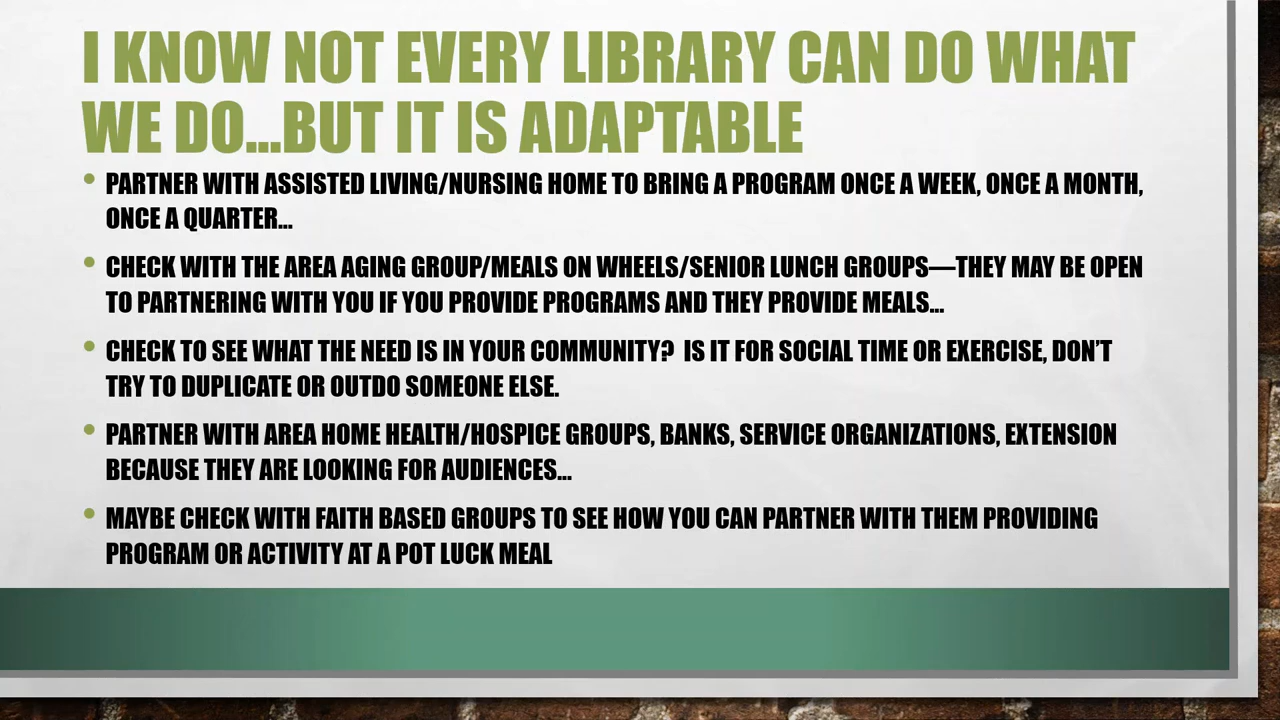 I KNOW NOT EVERY LIBRARY CAN DO WHAT
WE DO...BUT IT IS ADAPTABLE
• PARTNER WITH ASSISTED LIVING/NURSING HOME TO BRING A PROGRAM ONCE A WEEK, ONCE A MONTH,
ONCE A QUARTER...
• CHECK WITH THE AREA AGING GROUP/MEALS ON WHEELS/SENIOR LUNCH GROUPS—THEY MAY BE OPEN
TO PARTNERING WITH YOU IF YOU PROVIDE PROGRAMS AND THEY PROVIDE MEALS...
• CHECK TO SEE WHAT THE NEED IS IN YOUR COMMUNITY?  IS IT FOR SOCIAL TIME OR EXERCISE, DON'T
TRY TO DUPLICATE OR OUTDO SOMEONE ELSE.
• PARTNER WITH AREA HOME HEALTH/HOSPICE GROUPS, BANKS, SERVICE ORGANIZATIONS, EXTENSION
BECAUSE THEY ARE LOOKING FOR AUDIENCES...
• MAYBE CHECK WITH FAITH BASED GROUPS TO SEE HOW YOU CAN PARTNER WITH THEM PROVIDING
PROGRAM OR ACTIVITY AT A POT LUCK MEAL